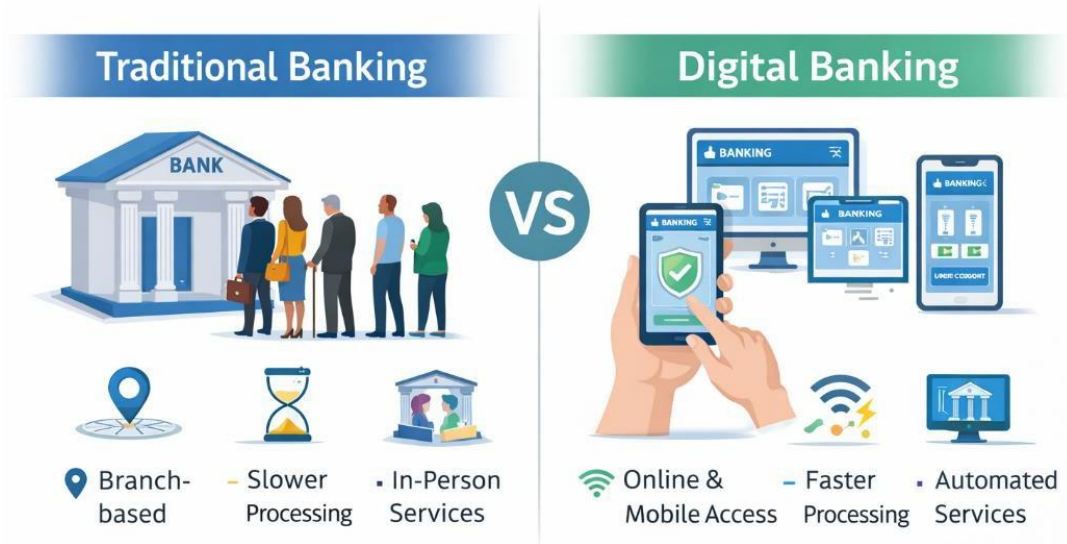 Traditional Banking
BANK
Branch-
based
- Slower
Processing
▪ In-Person
Services
VS
Digital Banking
BANKING
BANKING
BANKING
BANKING
Online &
Mobile Access
- Faster
Processing
▪ Automated
Services